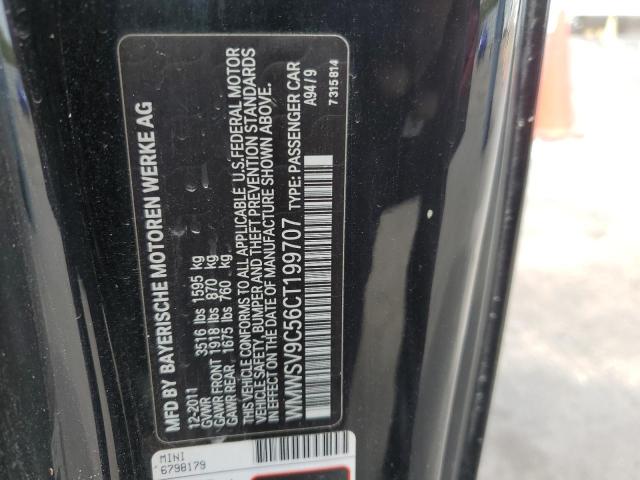 MFD BY BAYERISCHE MOTOREN WERKE AG
12-2011
GVWR 3516 lbs 1595 kg
GAWR FRONT 1918 lbs 870 kg
GAWR REAR 1675 lbs 760 kg
THIS VEHICLE CONFORMS TO ALL APPLICABLE U.S. FEDERAL MOTOR
VEHICLE SAFETY, BUMPER AND THEFT PREVENTION STANDARDS
IN EFFECT ON THE DATE OF MANUFACTURE SHOWN ABOVE.
WMWSV9C56CT199707 TYPE: PASSENGER CAR
A94/9
7315814
MINI
6798179